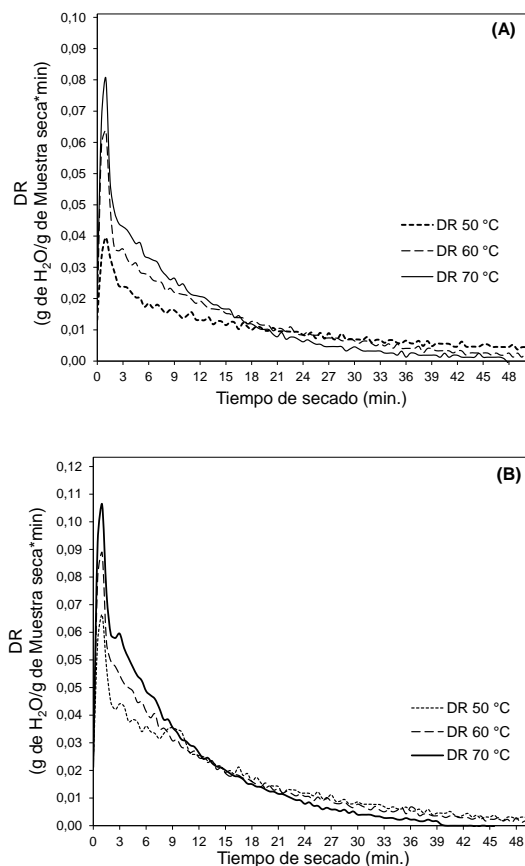 (A)
0,10
0,09
0,08
0,07
0,06
0,05
0,04
0,03
0,02
0,01
0,00
DR
(g de H2O/g de Muestra seca*min)
DR 50 °C
DR 60 °C
DR 70 °C
0 3 6 9 12 15 18 21 24 27 30 33 36 39 42 45 48
Tiempo de secado (min.)
(B)
0,12
0,11
0,10
0,09
0,08
0,07
0,06
0,05
0,04
0,03
0,02
0,01
0,00
DR
(g de H2O/g de Muestra seca*min)
DR 50 °C
DR 60 °C
DR 70 °C
0 3 6 9 12 15 18 21 24 27 30 33 36 39 42 45 48
Tiempo de secado (min.)